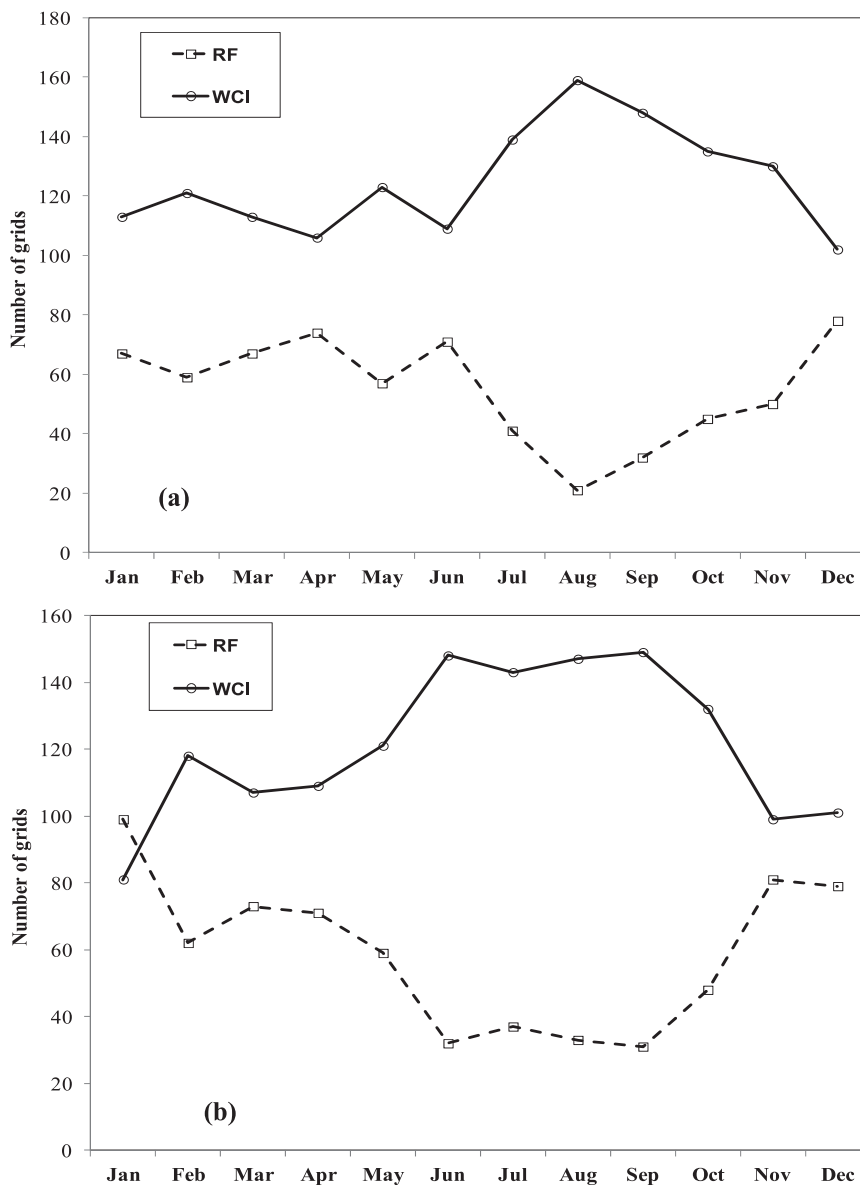 180
160
140
120
100
80
60
40
20
0
Number of grids
RF
WCI
(a)
Jan Feb Mar Apr May Jun Jul Aug Sep Oct Nov Dec
160
140
120
100
80
60
40
20
0
Number of grids
RF
WCI
(b)
Jan Feb Mar Apr May Jun Jul Aug Sep Oct Nov Dec